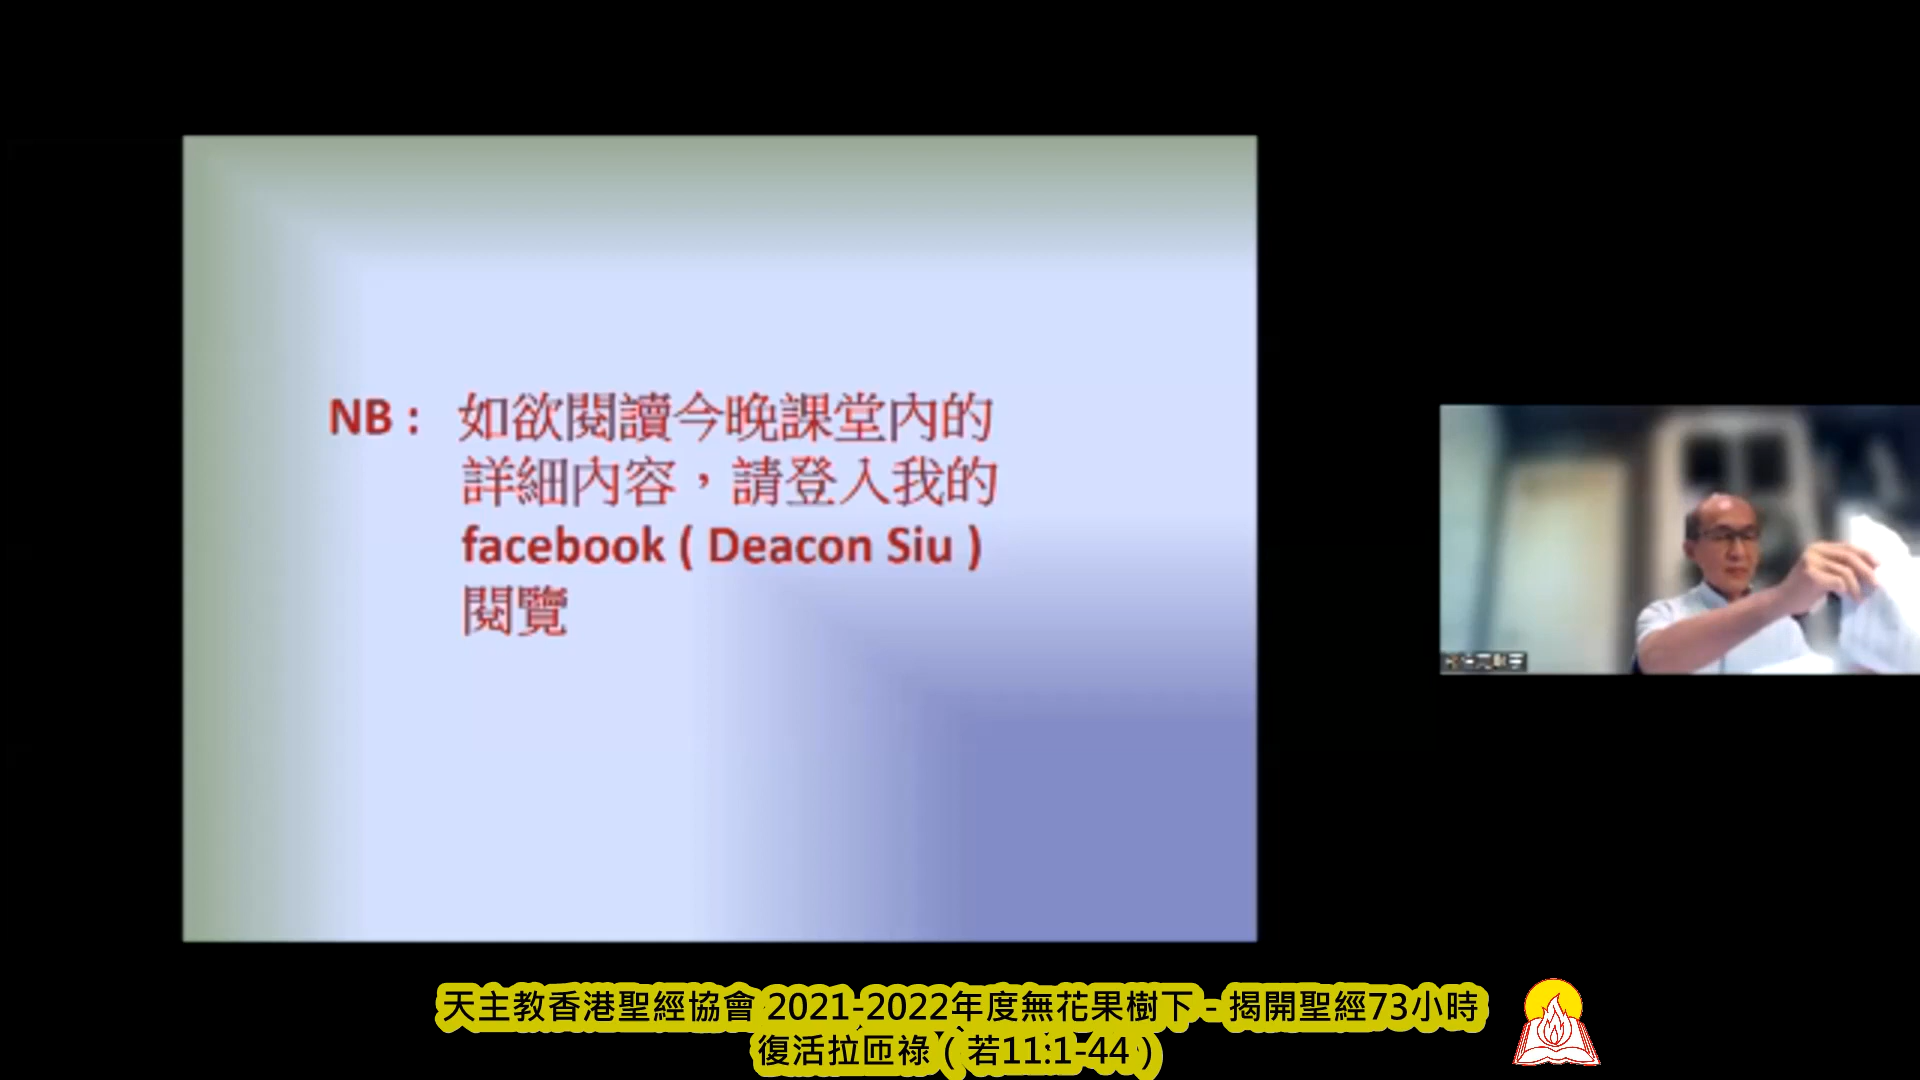 NB : 如欲閱讀今晚課堂內的
詳細內容，請登入我的
facebook ( Deacon Siu )
閱覽
天主教香港聖經協會 2021-2022年度無花果樹下 - 揭開聖經73小時
復活拉匝祿（若11:1-44）